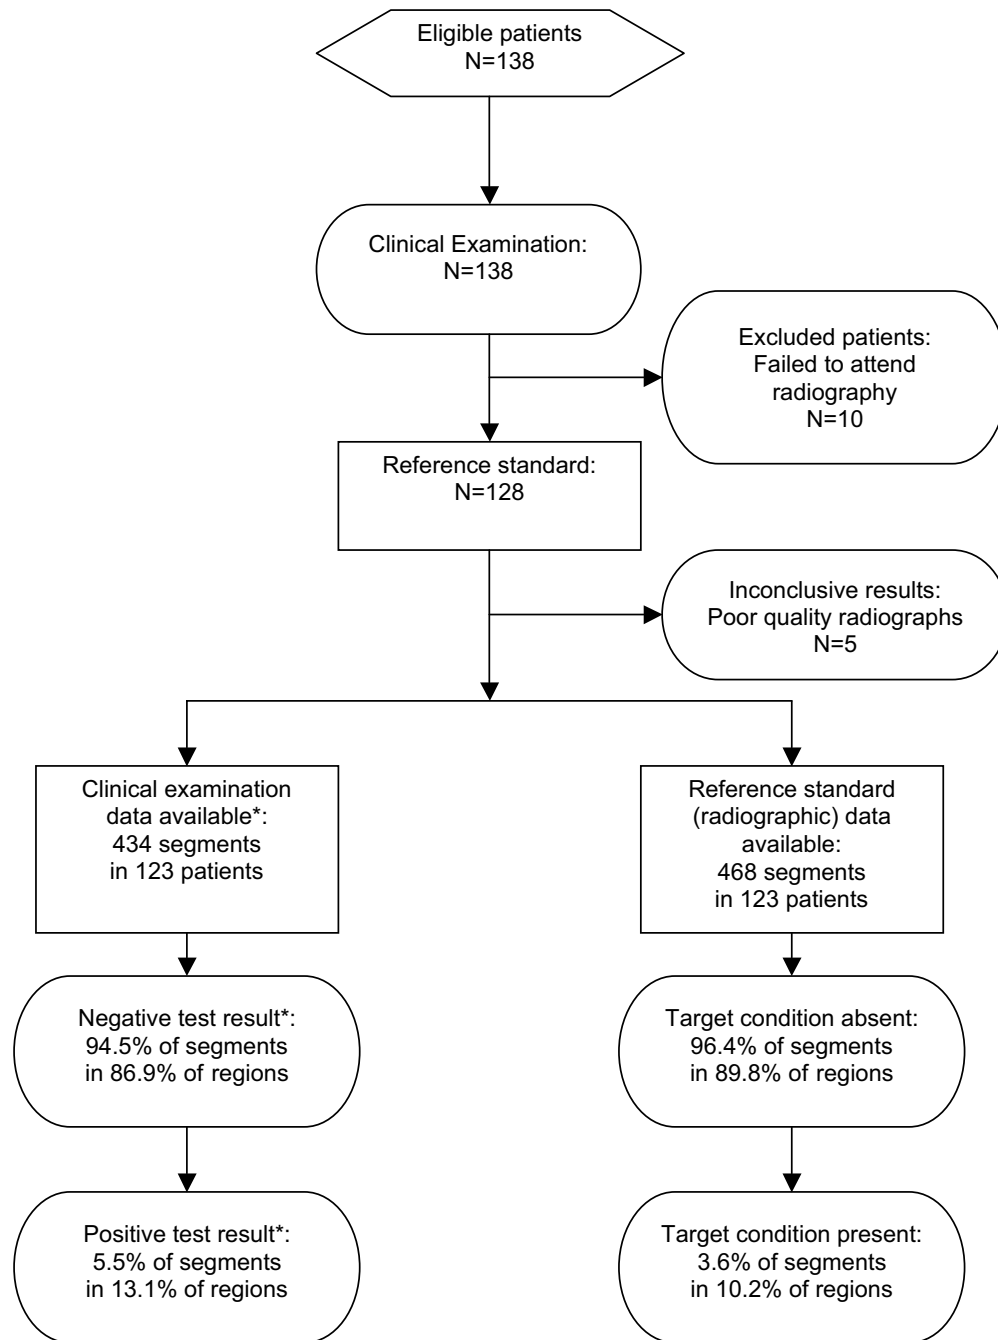 Eligible patients
N=138
Clinical Examination:
N=138
Excluded patients:
Failed to attend
radiography
N=10
Reference standard:
N=128
Inconclusive results:
Poor quality radiographs
N=5
Clinical examination
data available*:
434 segments
in 123 patients
Reference standard
(radiographic) data
available:
468 segments
in 123 patients
Negative test result*:
94.5% of segments
in 86.9% of regions
Target condition absent:
96.4% of segments
in 89.8% of regions
Positive test result*:
5.5% of segments
in 13.1% of regions
Target condition present:
3.6% of segments
in 10.2% of regions